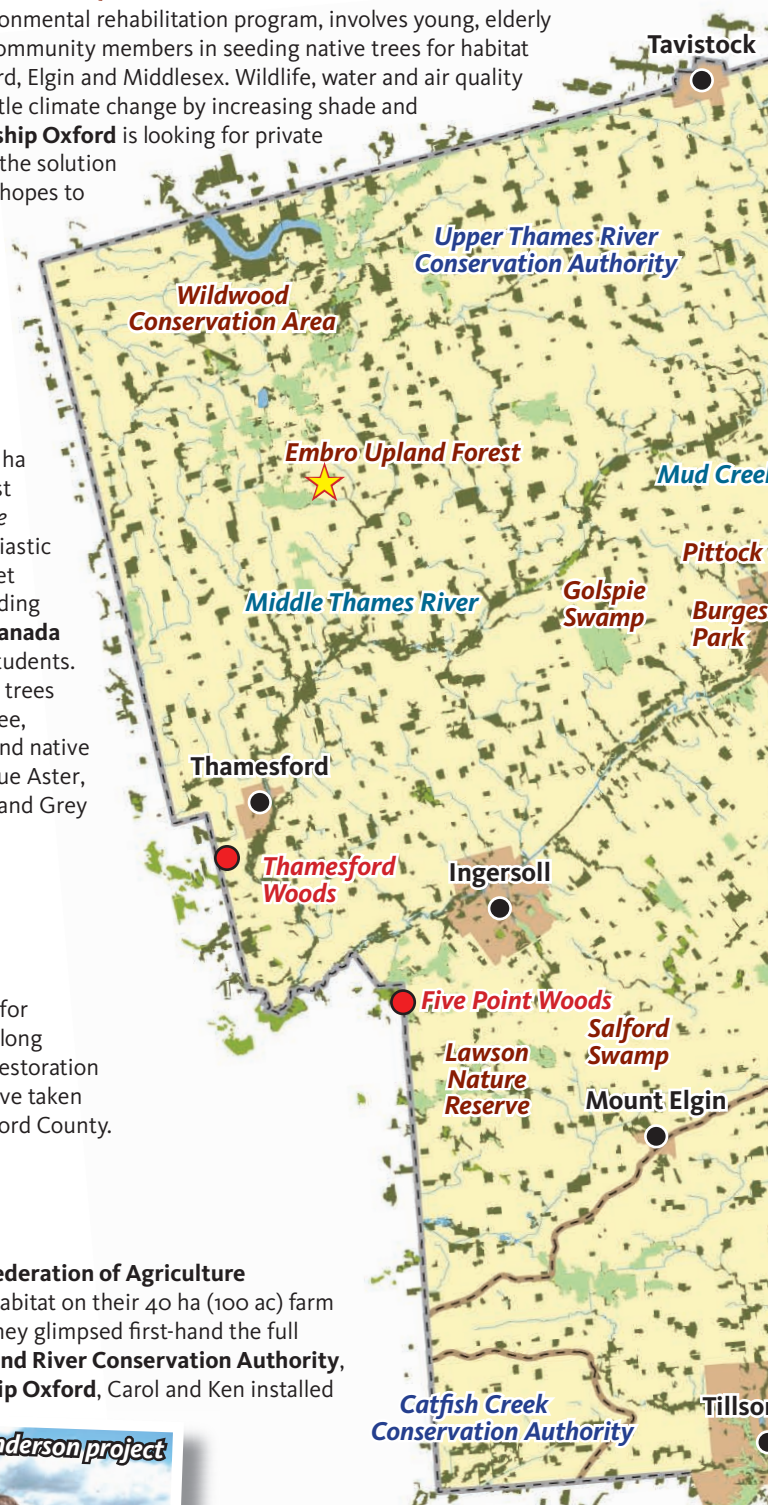 onmental rehabilitation program, involves young, elderly
ommunity members in seeding native trees for habitat
rd, Elgin and Middlesex. Wildlife, water and air quality
tle climate change by increasing shade and
ship Oxford is looking for private
the solution
hopes to
Tavistock
Upper Thames River
Conservation Authority
Wildwood
Conservation Area
ha
st
e
iastic
et
ding
anada
tudents.
trees
ee,
nd native
ue Aster,
and Grey
Embro Upland Forest
Mud Creek
Pittock
Golspie
Swamp
Burges
Park
Middle Thames River
Thamesford
Thamesford
Woods
Ingersoll
Five Point Woods
for
long
estoration
ve taken
ord County.
Salford
Swamp
Lawson
Nature
Reserve
Mount Elgin
ederation of Agriculture
abitat on their 40 ha (100 ac) farm
hey glimpsed first-hand the full
nd River Conservation Authority,
ip Oxford, Carol and Ken installed
Catfish Creek
Conservation Authority
Tillson
nderson project